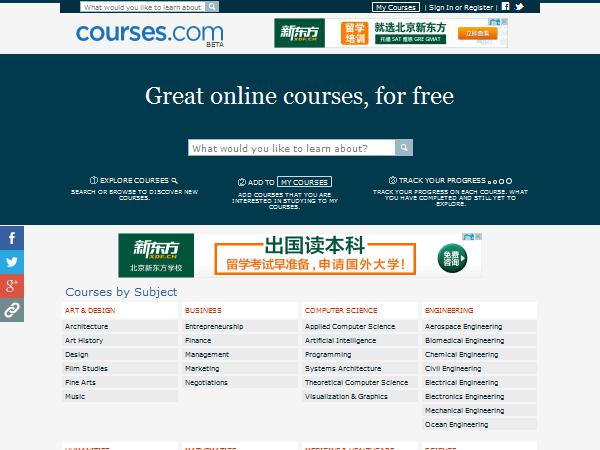 What would you like to learn about?
My Courses | Sign In or Register |
courses.com
BETA
新东方
XDF.CN
留学
培训
就选北京新东方
托福 SAT 雅思 GRE GMAT
立即查看
Great online courses, for free
What would you like to learn about?
① EXPLORE COURSES
SEARCH OR BROWSE TO DISCOVER NEW
COURSES.
② ADD TO MY COURSES
ADD COURSES THAT YOU ARE
INTERESTED IN STUDYING TO MY
COURSES.
③ TRACK YOUR PROGRESS
TRACK YOUR PROGRESS ON EACH COURSE. WHAT
YOU HAVE COMPLETED AND STILL YET TO
EXPLORE.
新东方
XDF.CN
北京新东方学校
出国读本科
留学考试早准备，申请国外大学！
免费
咨询
Courses by Subject
ART & DESIGN
Architecture
Art History
Design
Film Studies
Fine Arts
Music
BUSINESS
Entrepreneurship
Finance
Management
Marketing
Negotiations
COMPUTER SCIENCE
Applied Computer Science
Artificial Intelligence
Programming
Systems Architecture
Theoretical Computer Science
Visualization & Graphics
ENGINEERING
Aerospace Engineering
Biomedical Engineering
Chemical Engineering
Civil Engineering
Electrical Engineering
Electronics Engineering
Mechanical Engineering
Ocean Engineering
HUMANITIES
MATHEMATICS
MEDICINE & HEALTHCARE
SCIENCE